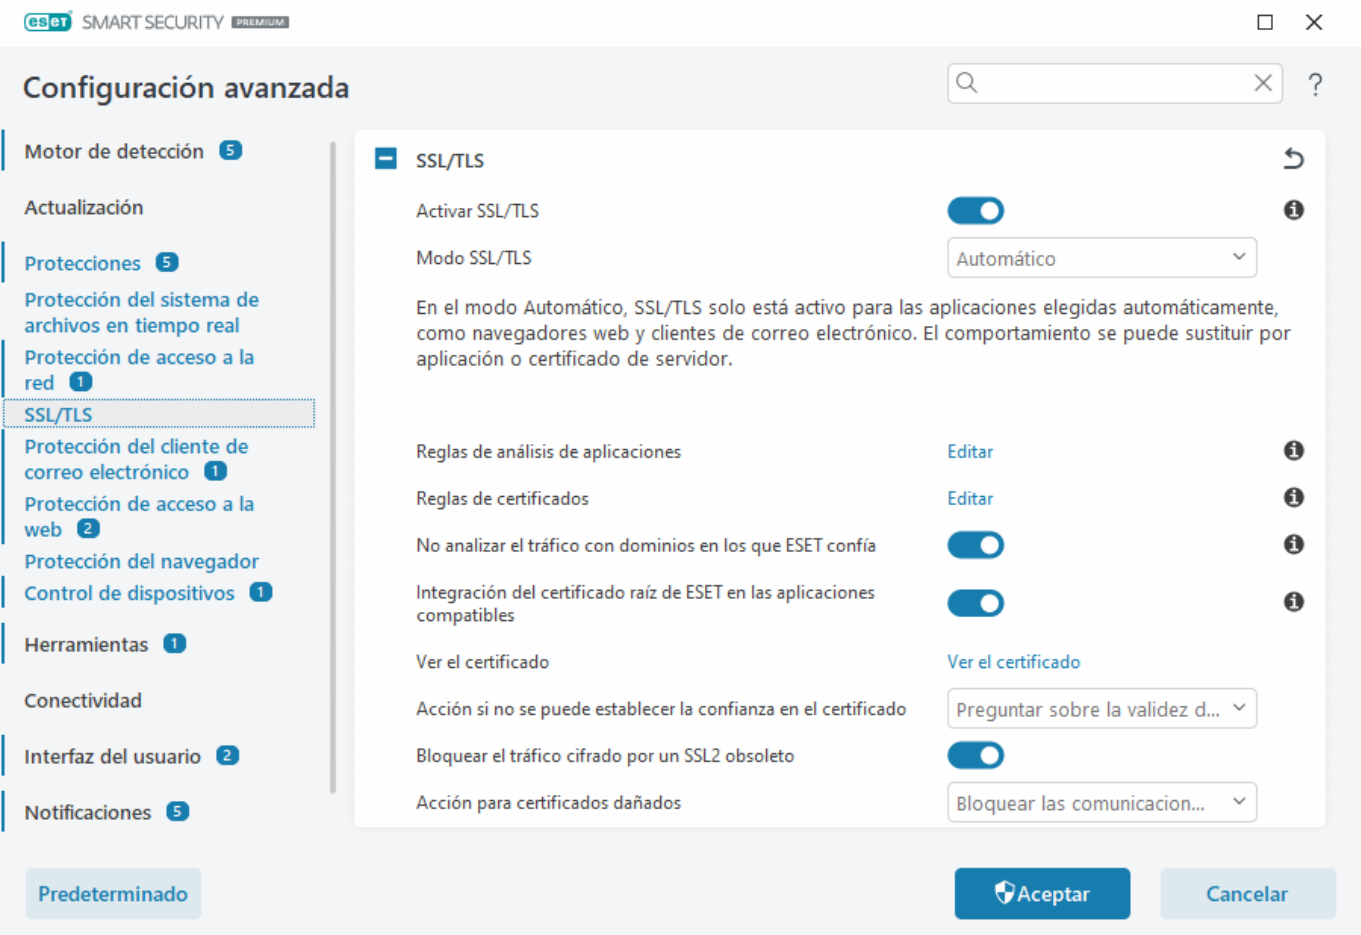 eseT SMART SECURITY PREMIUM
Configuración avanzada
?
Motor de detección 5
Actualización
Protecciones 5
Protección del sistema de
archivos en tiempo real
Protección de acceso a la
red 1
SSL/TLS
Protección del cliente de
correo electrónico 1
Protección de acceso a la
web 2
Protección del navegador
Control de dispositivos 1
Herramientas 1
Conectividad
Interfaz del usuario 2
Notificaciones 5
SSL/TLS
Activar SSL/TLS
Modo SSL/TLS Automático
En el modo Automático, SSL/TLS solo está activo para las aplicaciones elegidas automáticamente,
como navegadores web y clientes de correo electrónico. El comportamiento se puede sustituir por
aplicación o certificado de servidor.
Reglas de análisis de aplicaciones Editar
Reglas de certificados Editar
No analizar el tráfico con dominios en los que ESET confía
Integración del certificado raíz de ESET en las aplicaciones
compatibles
Ver el certificado Ver el certificado
Acción si no se puede establecer la confianza en el certificado Preguntar sobre la validez d...
Bloquear el tráfico cifrado por un SSL2 obsoleto
Acción para certificados dañados Bloquear las comunicacion...
Predeterminado Aceptar Cancelar